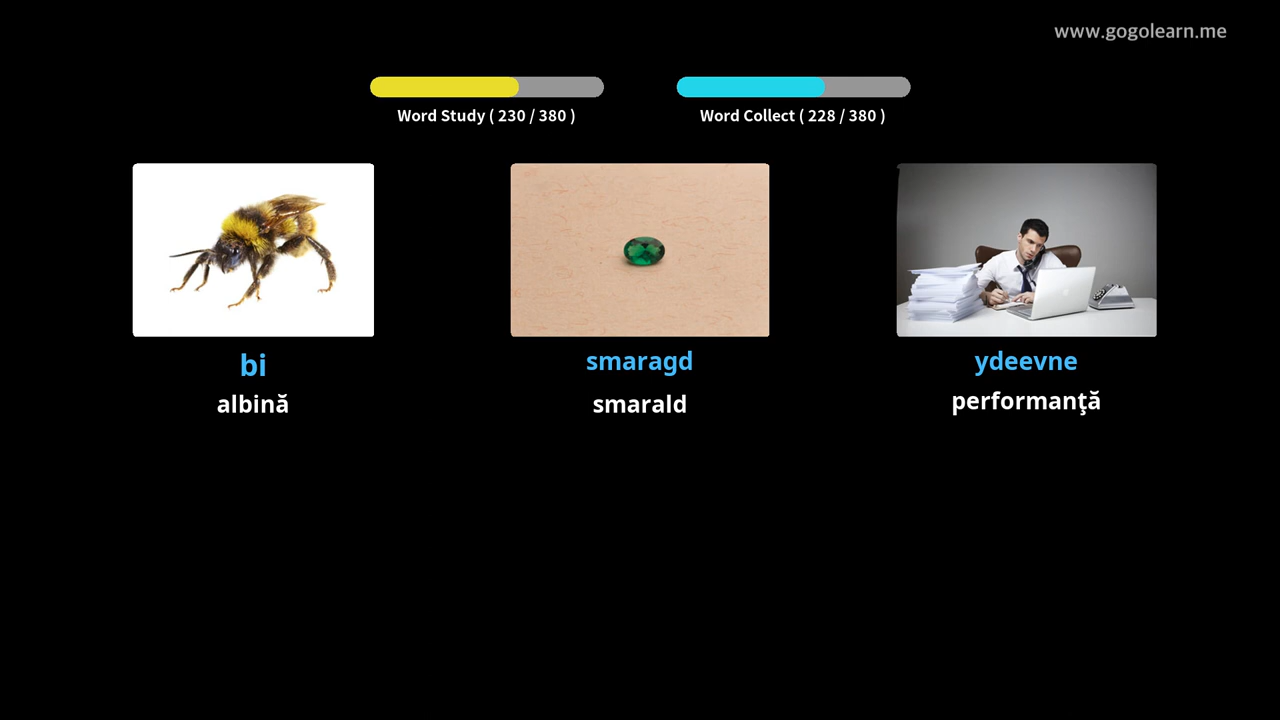 www.gogolearn.me
Word Study ( 230 / 380 )
Word Collect ( 228 / 380 )
bi
smaragd
ydeevne
albină
smarald
performanţă